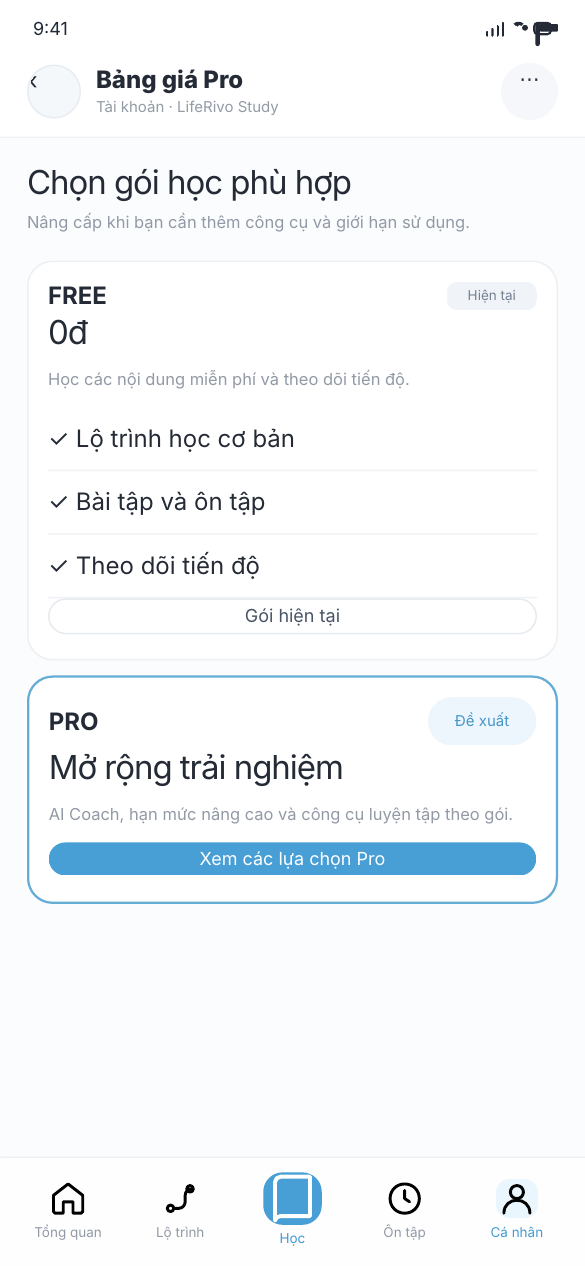 9:41
Bảng giá Pro
Tài khoản · LifeRivo Study
Chọn gói học phù hợp
Nâng cấp khi bạn cần thêm công cụ và giới hạn sử dụng.
FREE
Hiện tại
0đ
Học các nội dung miễn phí và theo dõi tiến độ.
✓ Lộ trình học cơ bản
✓ Bài tập và ôn tập
✓ Theo dõi tiến độ
Gói hiện tại
PRO
Đề xuất
Mở rộng trải nghiệm
AI Coach, hạn mức nâng cao và công cụ luyện tập theo gói.
Xem các lựa chọn Pro
Tổng quan
Lộ trình
Học
Ôn tập
Cá nhân